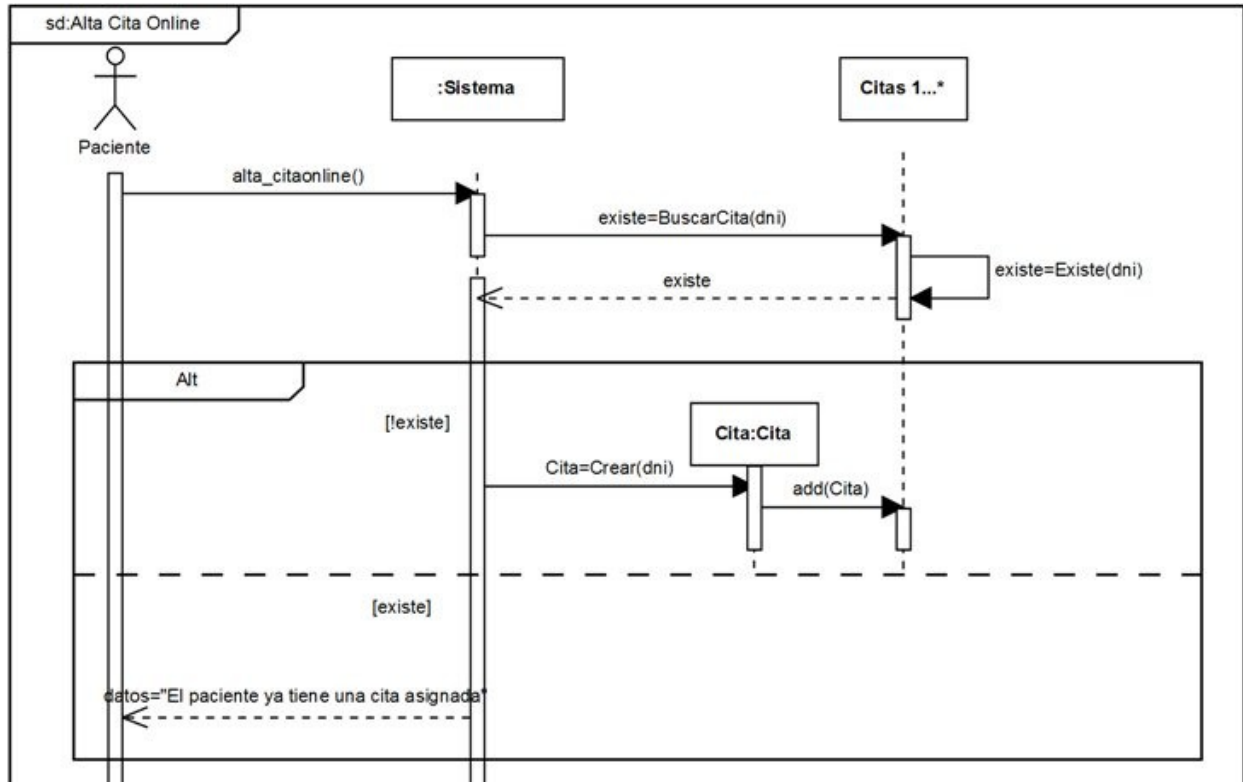 sd:Alta Cita Online
:Sistema
Citas 1...*
Paciente
alta_citaonline()
existe=BuscarCita(dni)
existe=Existe(dni)
existe
Alt
[!existe]
Cita:Cita
Cita=Crear(dni)
add(Cita)
[existe]
datos="El paciente ya tiene una cita asignada"